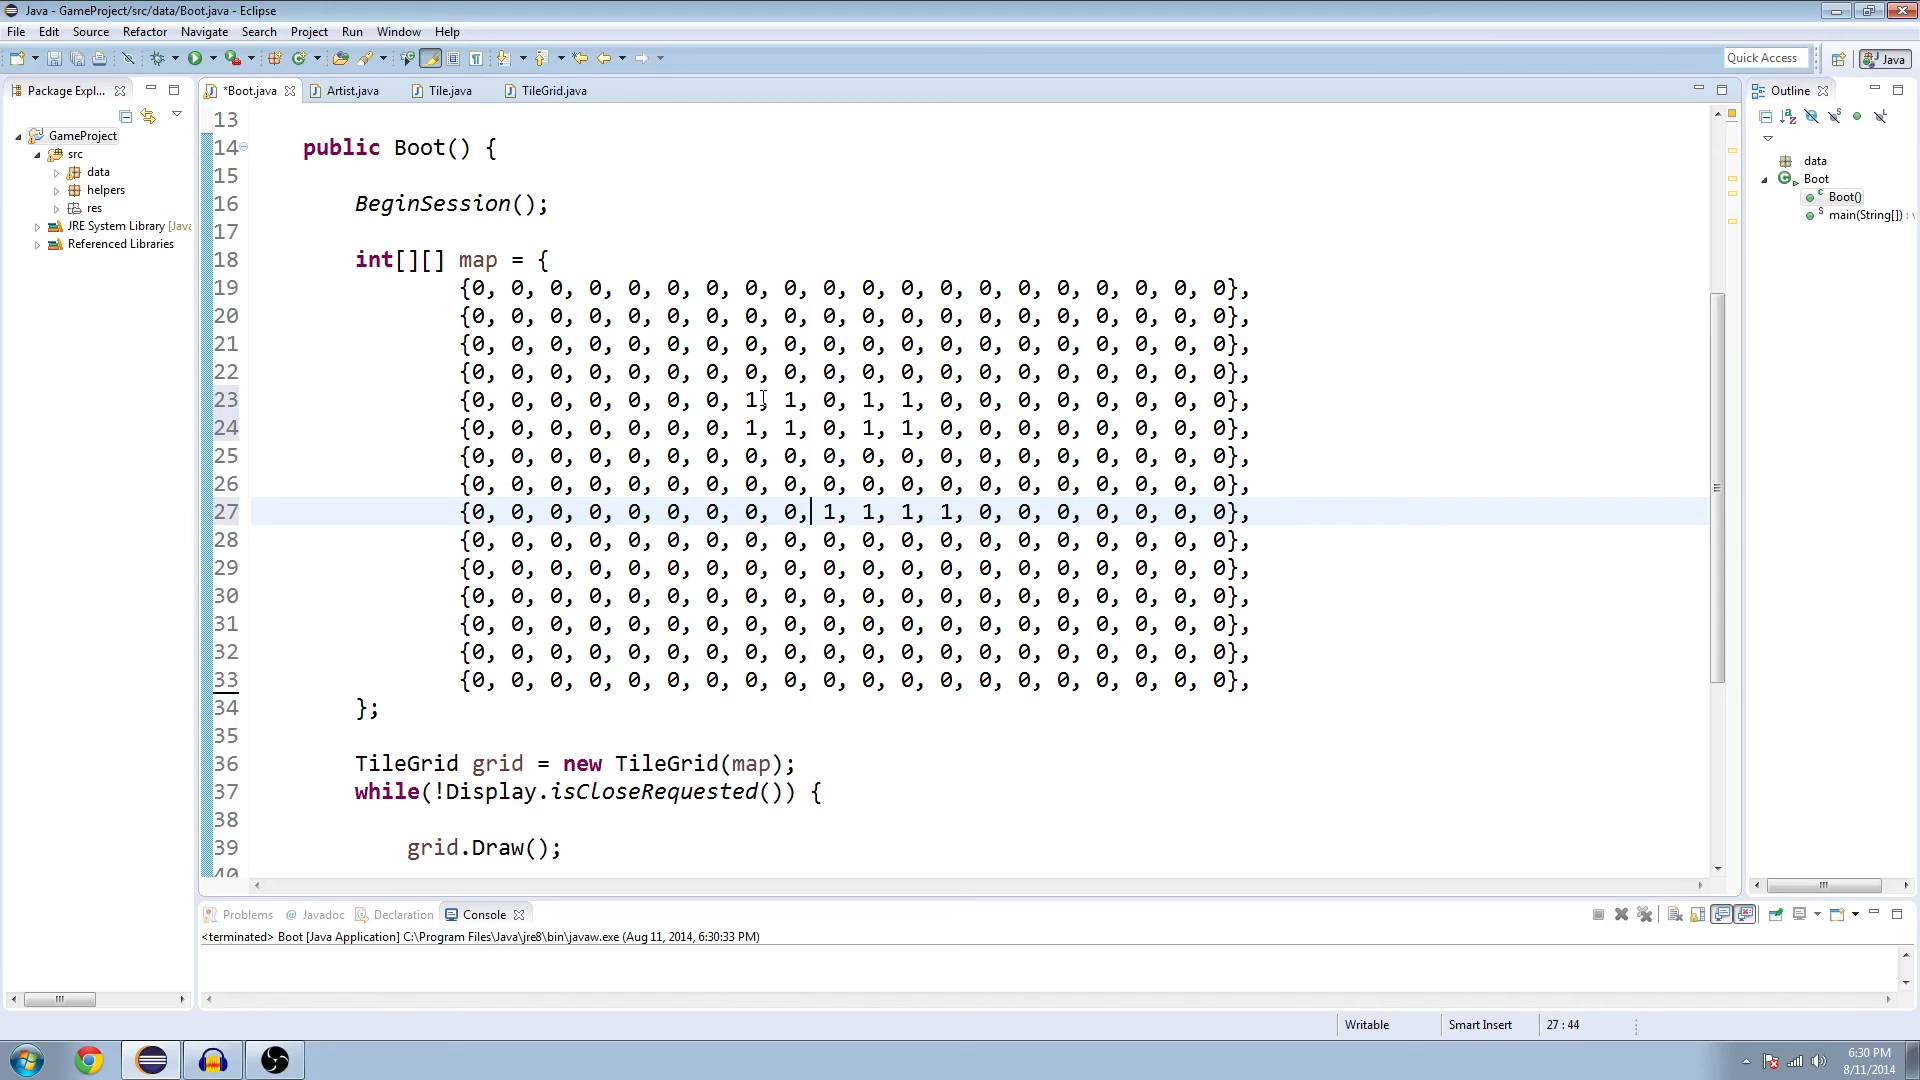 Java - GameProject/src/data/Boot.java - Eclipse
File Edit Source Refactor Navigate Search Project Run Window Help
Quick Access
Java
Package Expl...
*Boot.java
Artist.java
Tile.java
TileGrid.java
Outline
GameProject
src
data
helpers
res
JRE System Library [Java
Referenced Libraries
13
14 public Boot() {
15
16 BeginSession();
17
18 int[][] map = {
19 {0, 0, 0, 0, 0, 0, 0, 0, 0, 0, 0, 0, 0, 0, 0, 0, 0, 0, 0, 0},
20 {0, 0, 0, 0, 0, 0, 0, 0, 0, 0, 0, 0, 0, 0, 0, 0, 0, 0, 0, 0},
21 {0, 0, 0, 0, 0, 0, 0, 0, 0, 0, 0, 0, 0, 0, 0, 0, 0, 0, 0, 0},
22 {0, 0, 0, 0, 0, 0, 0, 0, 0, 0, 0, 0, 0, 0, 0, 0, 0, 0, 0, 0},
23 {0, 0, 0, 0, 0, 0, 0, 1, 1, 0, 1, 1, 0, 0, 0, 0, 0, 0, 0, 0},
24 {0, 0, 0, 0, 0, 0, 0, 1, 1, 0, 1, 1, 0, 0, 0, 0, 0, 0, 0, 0},
25 {0, 0, 0, 0, 0, 0, 0, 0, 0, 0, 0, 0, 0, 0, 0, 0, 0, 0, 0, 0},
26 {0, 0, 0, 0, 0, 0, 0, 0, 0, 0, 0, 0, 0, 0, 0, 0, 0, 0, 0, 0},
27 {0, 0, 0, 0, 0, 0, 0, 0, 0, 1, 1, 1, 1, 0, 0, 0, 0, 0, 0, 0},
28 {0, 0, 0, 0, 0, 0, 0, 0, 0, 0, 0, 0, 0, 0, 0, 0, 0, 0, 0, 0},
29 {0, 0, 0, 0, 0, 0, 0, 0, 0, 0, 0, 0, 0, 0, 0, 0, 0, 0, 0, 0},
30 {0, 0, 0, 0, 0, 0, 0, 0, 0, 0, 0, 0, 0, 0, 0, 0, 0, 0, 0, 0},
31 {0, 0, 0, 0, 0, 0, 0, 0, 0, 0, 0, 0, 0, 0, 0, 0, 0, 0, 0, 0},
32 {0, 0, 0, 0, 0, 0, 0, 0, 0, 0, 0, 0, 0, 0, 0, 0, 0, 0, 0, 0},
33 {0, 0, 0, 0, 0, 0, 0, 0, 0, 0, 0, 0, 0, 0, 0, 0, 0, 0, 0, 0},
34 };
35
36 TileGrid grid = new TileGrid(map);
37 while(!Display.isCloseRequested()) {
38
39 grid.Draw();
40
data
Boot
Boot()
main(String[]) : v
Problems @ Javadoc Declaration Console
<terminated> Boot [Java Application] C:\Program Files\Java\jre8\bin\javaw.exe (Aug 11, 2014, 6:30:33 PM)
Writable
Smart Insert
27 : 44
6:30 PM
8/11/2014